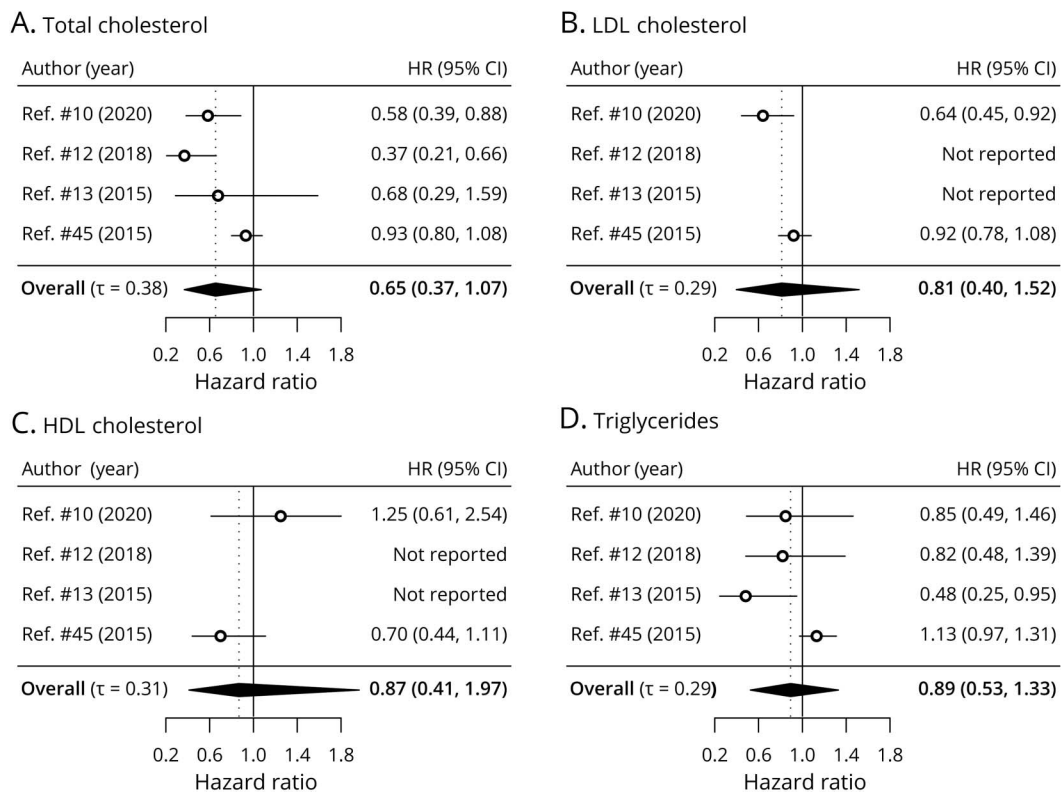 A. Total cholesterol
Author (year) HR (95% CI)
Ref. #10 (2020) 0.58 (0.39, 0.88)
Ref. #12 (2018) 0.37 (0.21, 0.66)
Ref. #13 (2015) 0.68 (0.29, 1.59)
Ref. #45 (2015) 0.93 (0.80, 1.08)
Overall (τ = 0.38) 0.65 (0.37, 1.07)
0.2 0.6 1.0 1.4 1.8
Hazard ratio
B. LDL cholesterol
Author (year) HR (95% CI)
Ref. #10 (2020) 0.64 (0.45, 0.92)
Ref. #12 (2018) Not reported
Ref. #13 (2015) Not reported
Ref. #45 (2015) 0.92 (0.78, 1.08)
Overall (τ = 0.29) 0.81 (0.40, 1.52)
0.2 0.6 1.0 1.4 1.8
Hazard ratio
C. HDL cholesterol
Author (year) HR (95% CI)
Ref. #10 (2020) 1.25 (0.61, 2.54)
Ref. #12 (2018) Not reported
Ref. #13 (2015) Not reported
Ref. #45 (2015) 0.70 (0.44, 1.11)
Overall (τ = 0.31) 0.87 (0.41, 1.97)
0.2 0.6 1.0 1.4 1.8
Hazard ratio
D. Triglycerides
Author (year) HR (95% CI)
Ref. #10 (2020) 0.85 (0.49, 1.46)
Ref. #12 (2018) 0.82 (0.48, 1.39)
Ref. #13 (2015) 0.48 (0.25, 0.95)
Ref. #45 (2015) 1.13 (0.97, 1.31)
Overall (τ = 0.29) 0.89 (0.53, 1.33)
0.2 0.6 1.0 1.4 1.8
Hazard ratio